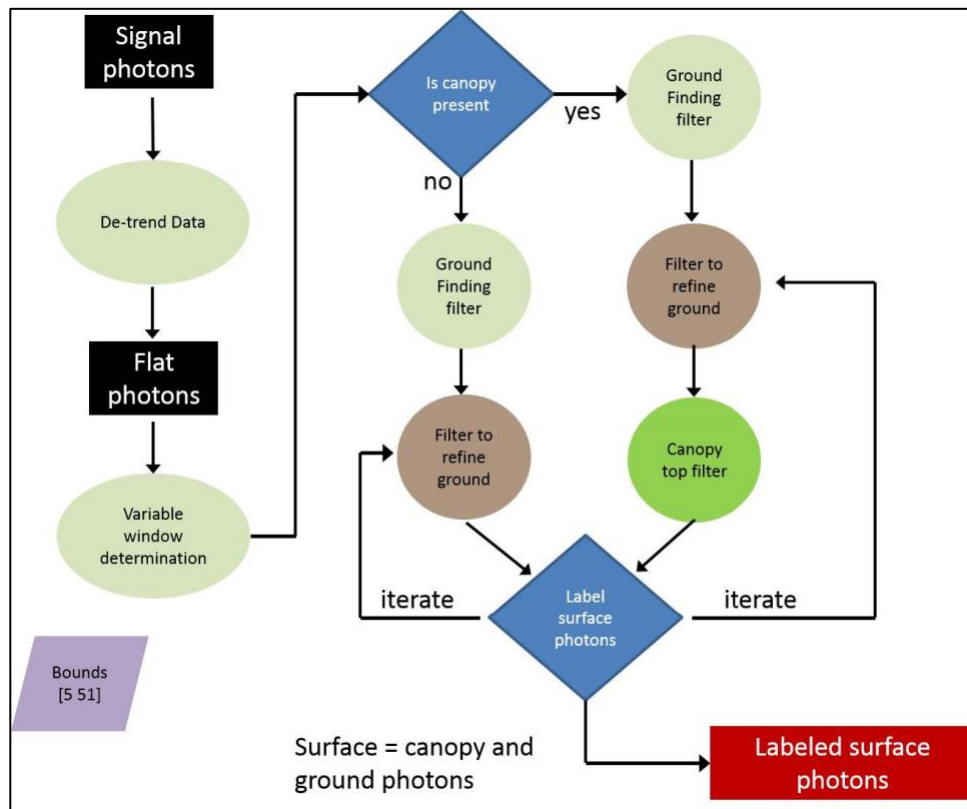 Signal
photons
De-trend Data
Flat
photons
Variable
window
determination
Bounds
[5 51]
Is canopy
present
yes
no
Ground
Finding
filter
Filter to
refine
ground
Ground
Finding
filter
Filter to
refine
ground
Canopy
top filter
Label
surface
photons
iterate
iterate
Surface = canopy and
ground photons
Labeled surface
photons